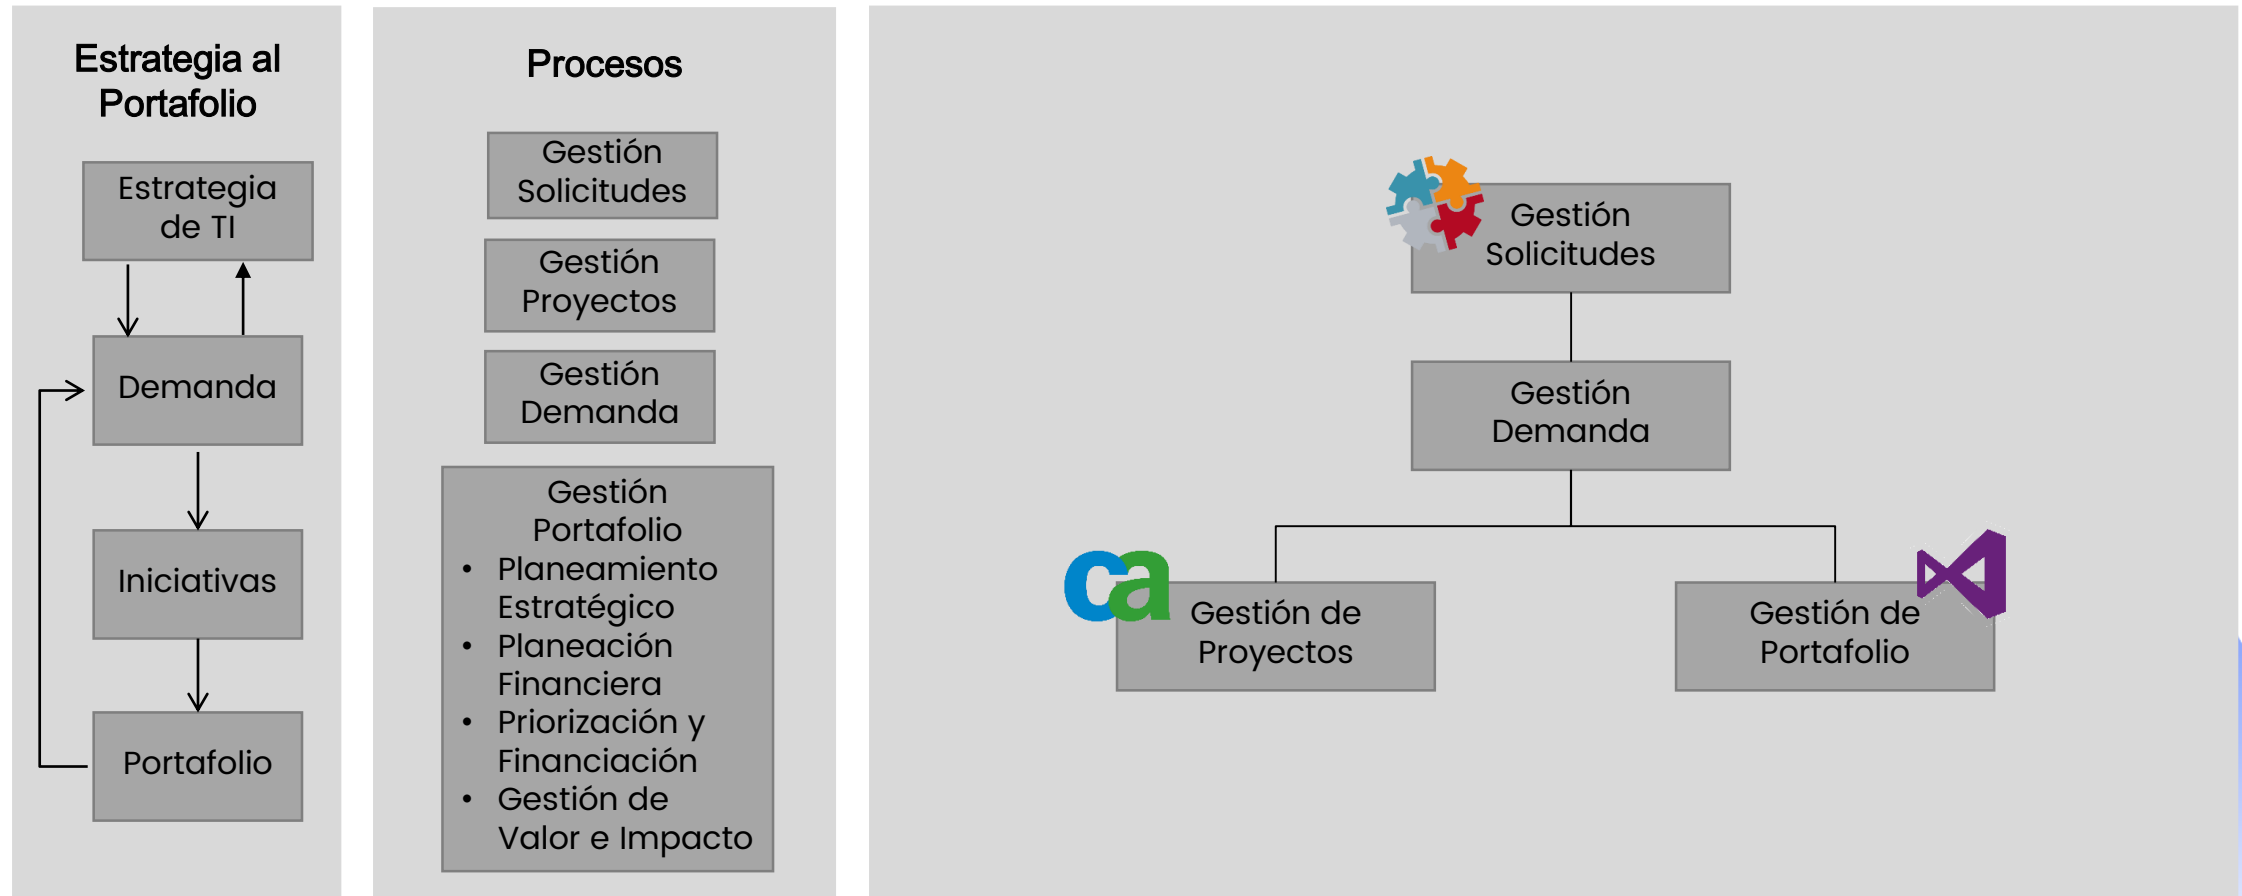 Estrategia al
Portafolio
Estrategia
de TI
Demanda
Iniciativas
Portafolio
Procesos
Gestión
Solicitudes
Gestión
Proyectos
Gestión
Demanda
Gestión
Portafolio
• Planeamiento
Estratégico
• Planeación
Financiera
• Priorización y
Financiación
• Gestión de
Valor e Impacto
Gestión
Solicitudes
Gestión
Demanda
ca
Gestión de
Proyectos
Gestión de
Portafolio